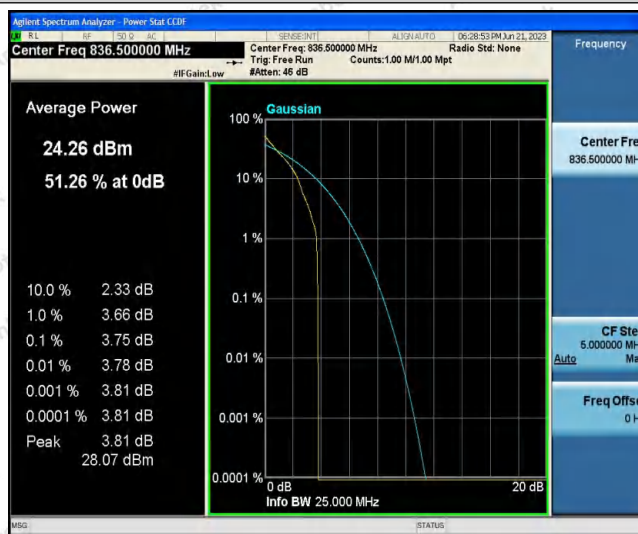 Agilent Spectrum Analyzer - Power Stat CCDF
RL RF 50 Ω AC SENSE:INT ALIGN AUTO 06:28:53 PM Jun 21, 2023
Center Freq 836.500000 MHz
Center Freq: 836.500000 MHz Radio Std: None
Trig: Free Run Counts:1.00 M/1.00 Mpt
#IFGain:Low #Atten: 46 dB
Frequency
Average Power
24.26 dBm
51.26 % at 0dB
10.0 % 2.33 dB
1.0 % 3.66 dB
0.1 % 3.75 dB
0.01 % 3.78 dB
0.001 % 3.81 dB
0.0001 % 3.81 dB
Peak 3.81 dB
28.07 dBm
Gaussian
100 %
10 %
1 %
0.1 %
0.01 %
0.001 %
0.0001 %
0 dB 20 dB
Info BW 25.000 MHz
Center Fre
836.500000 MH
CF Ste
5.000000 MH
Auto Ma
Freq Offse
0 H
MSG STATUS